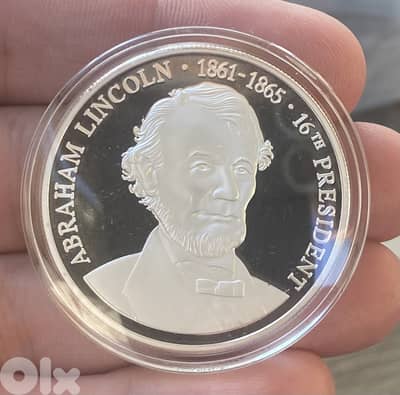 ABRAHAM LINCOLN · 1861-1865 · 16TH PRESIDENT
OLX